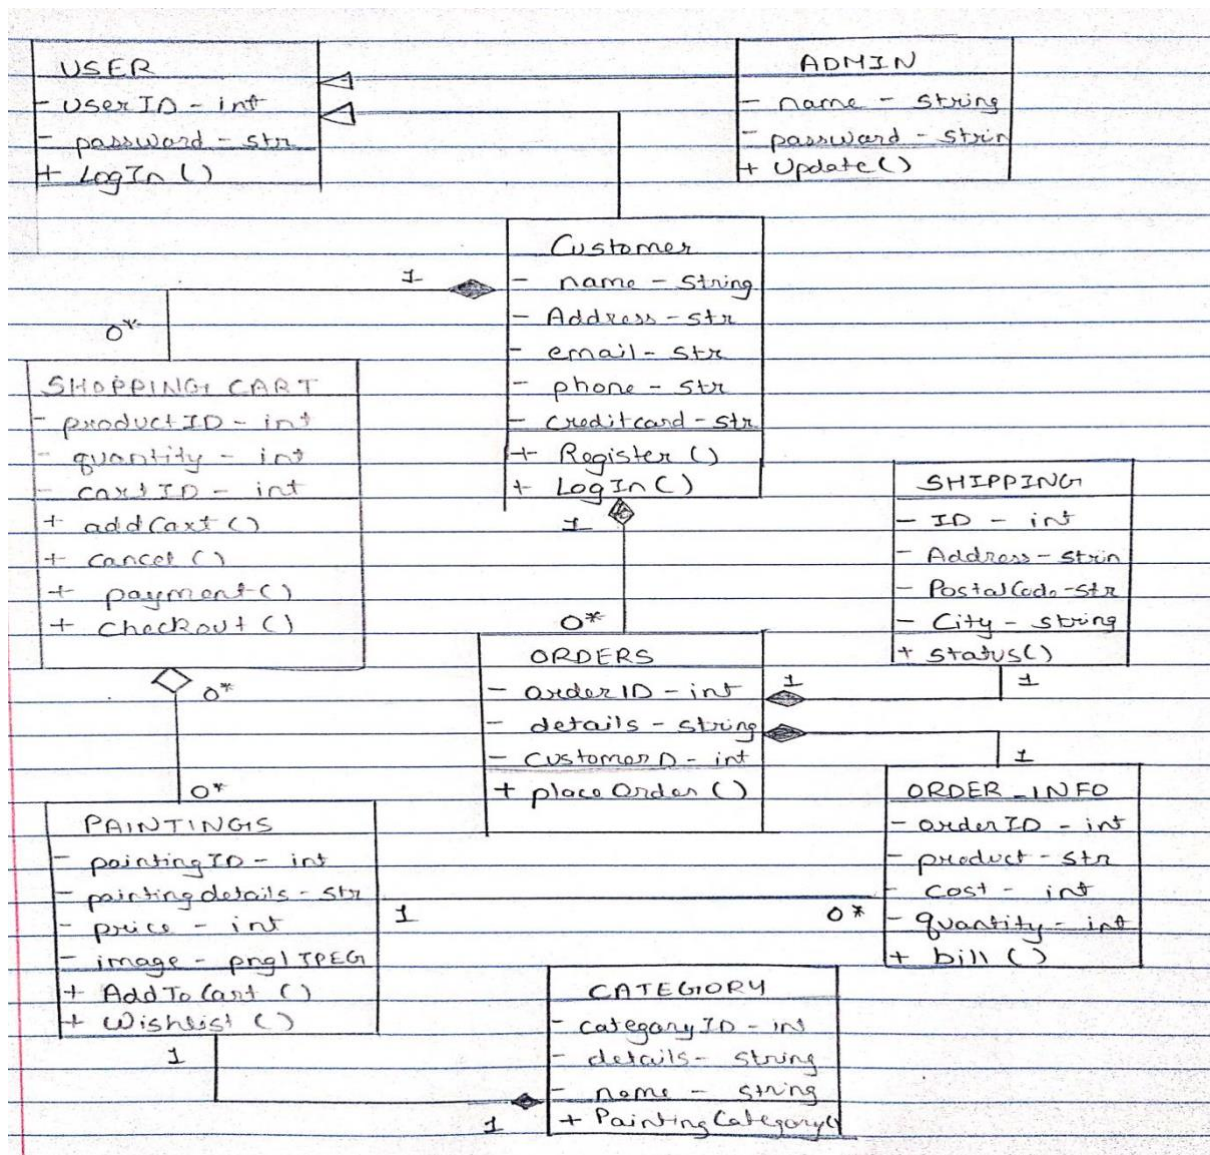 USER
- userID - int
- password - str
+ LogIn ()
ADMIN
- name - string
- password - strin
+ Update()
Customer
- name - string
- Address - str
- email - str
- phone - str
- creditcard - str
+ Register ()
+ LogIn ()
1
0*
SHOPPING CART
- productID - int
- quantity - int
- cartID - int
+ addCart ()
+ cancel ()
+ payment ()
+ checkout ()
1
0*
SHIPPING
- ID - int
- Address - strin
- PostalCode - str
- City - string
+ status()
1
1
ORDERS
- orderID - int
- details - string
- CustomerD - int
+ placeOrder ()
1
0*
0*
ORDER_INFO
- orderID - int
- product - str
- cost - int
- quantity - int
+ bill ()
PAINTINGS
- paintingID - int
- paintingdetails - str
- price - int
- image - png/JPEG
+ AddToCart ()
+ Wishlist ()
1
0*
CATEGORY
- categoryID - int
- details - string
- name - string
+ PaintingCategory()
1
1